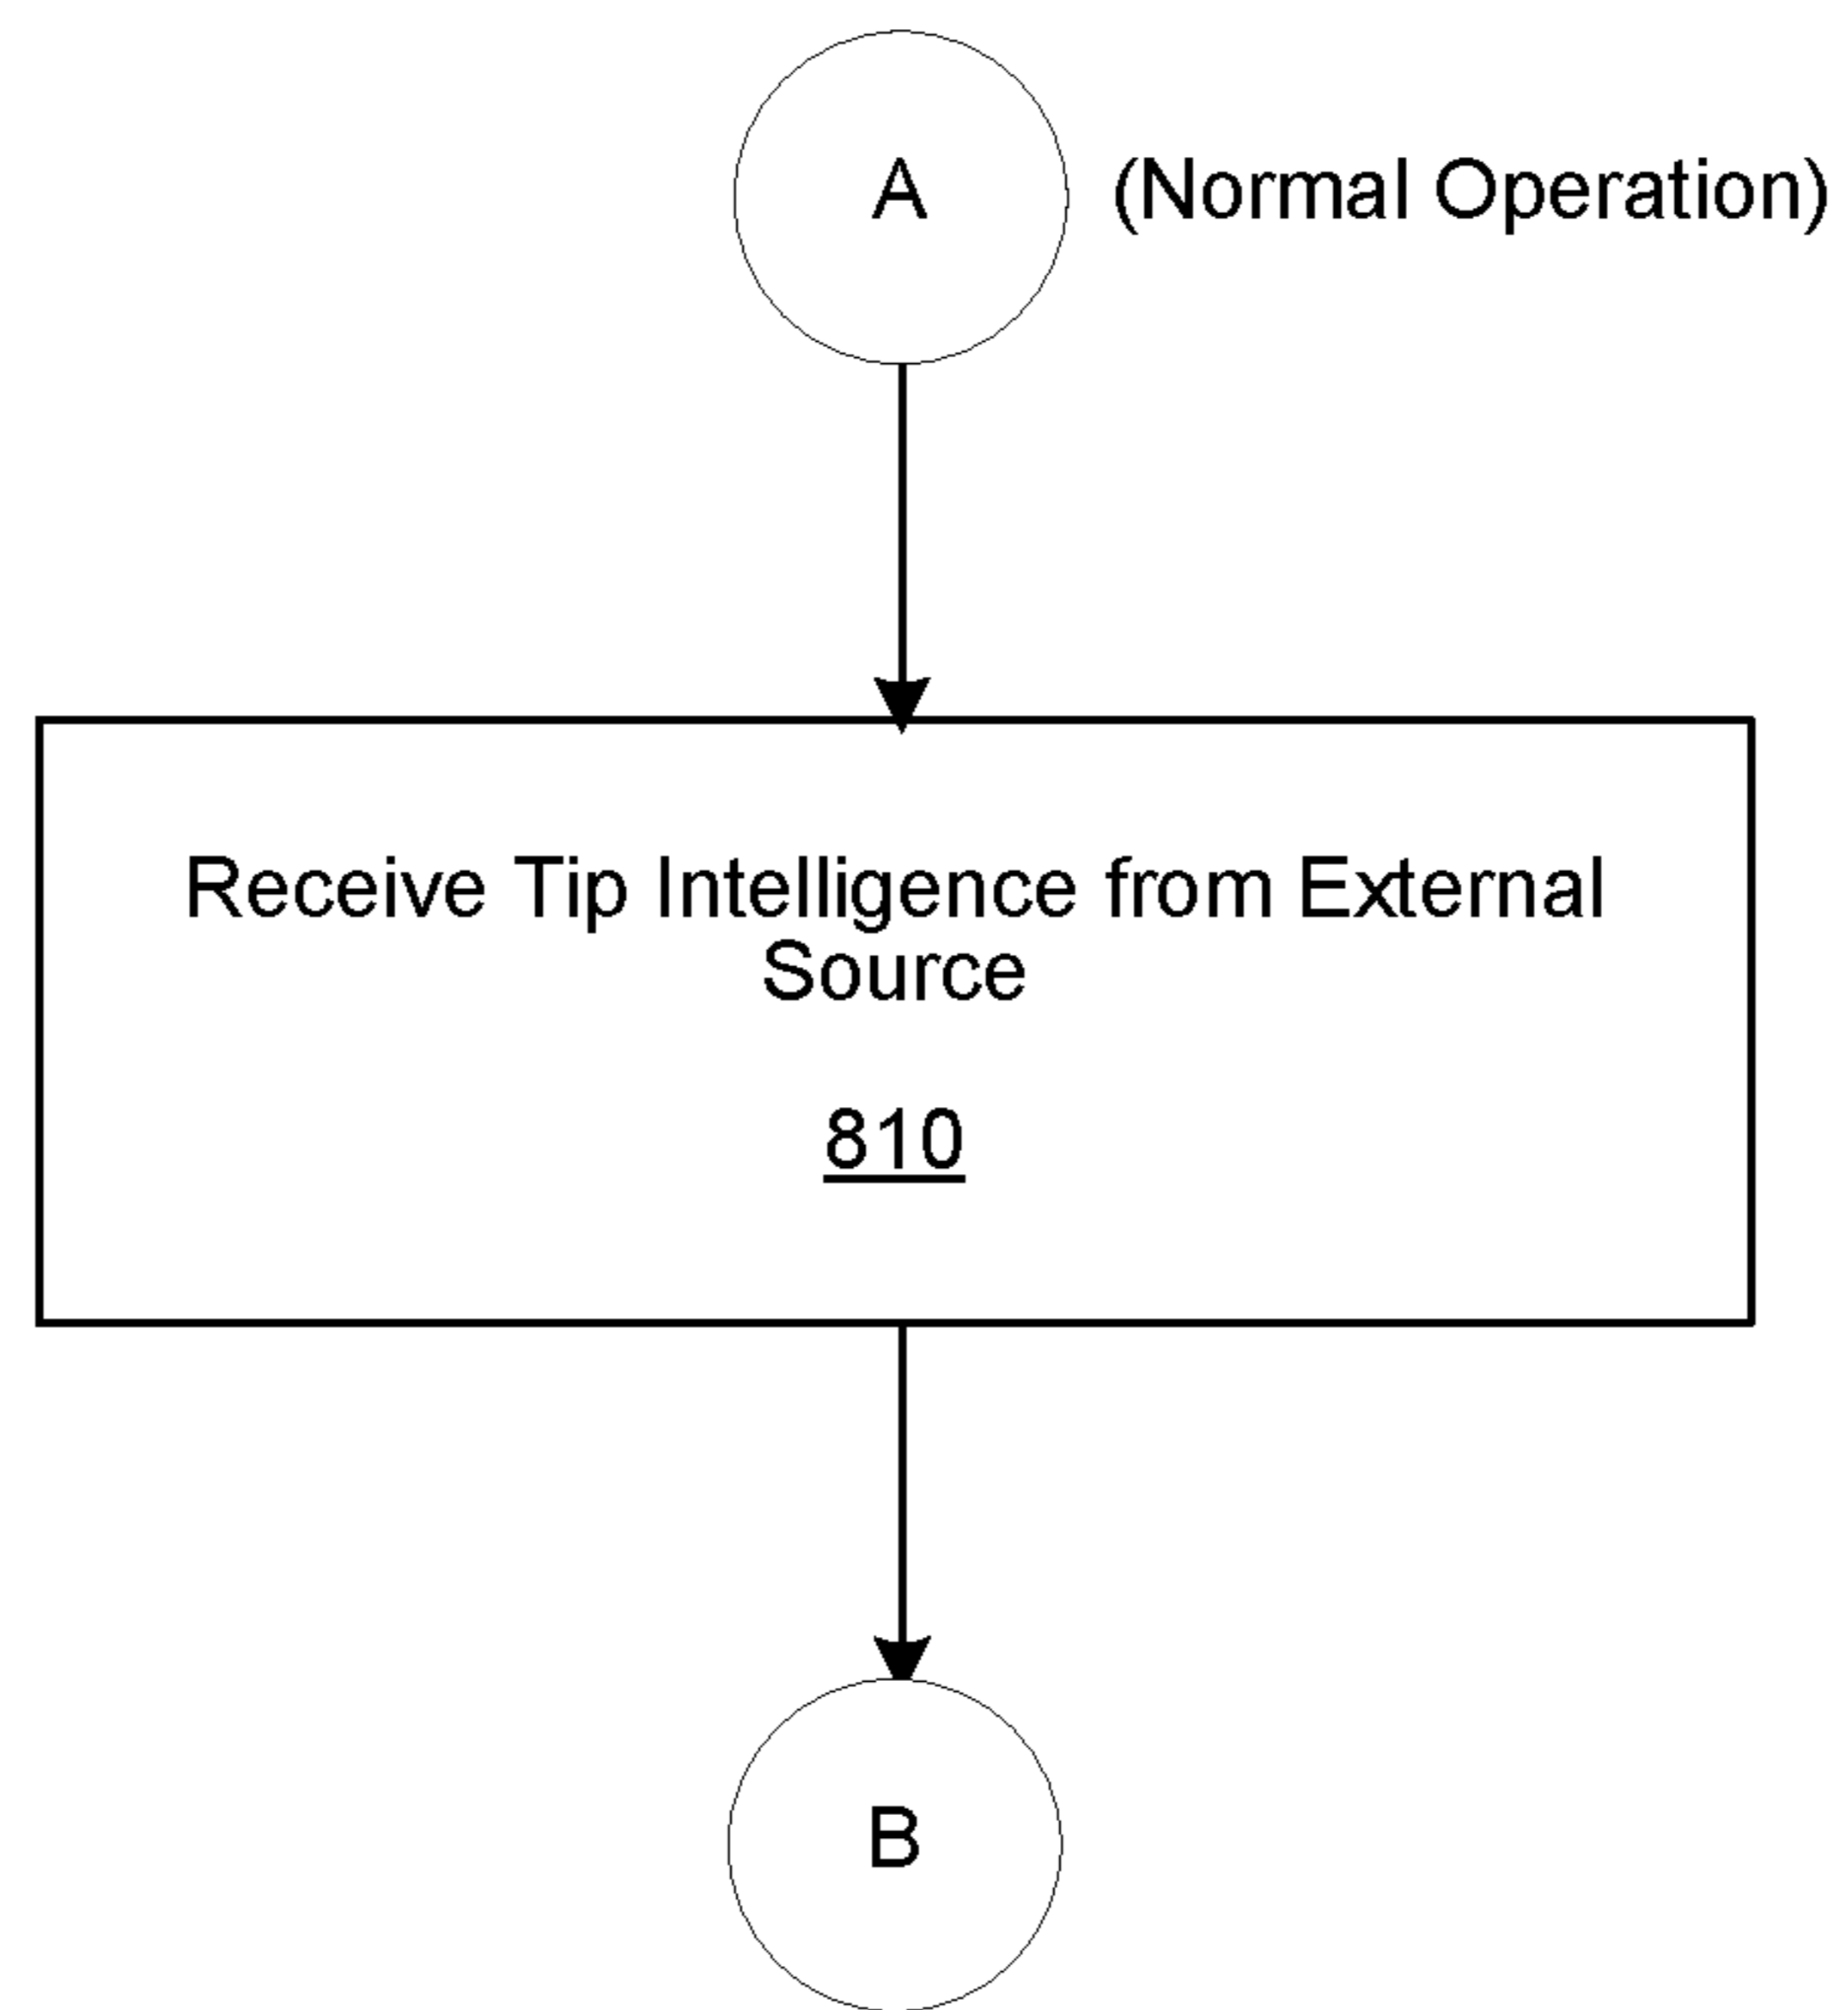 A (Normal Operation)
Receive Tip Intelligence from External
Source
810
B